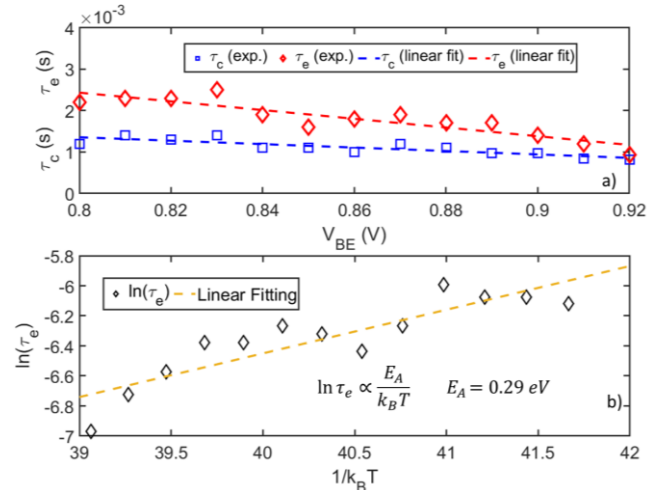 ×10⁻³
4
3
2
1
0
τc (s) τe (s)
τc (exp.) τe (exp.) τc (linear fit) τe (linear fit)
a)
0.8 0.82 0.84 0.86 0.88 0.9 0.92
VBE (V)
-5.8
-6
-6.2
-6.4
-6.6
-6.8
-7
ln(τe)
ln(τe) Linear Fitting
ln τe ∝ EA/kBT EA = 0.29 eV
b)
39 39.5 40 40.5 41 41.5 42
1/kBT